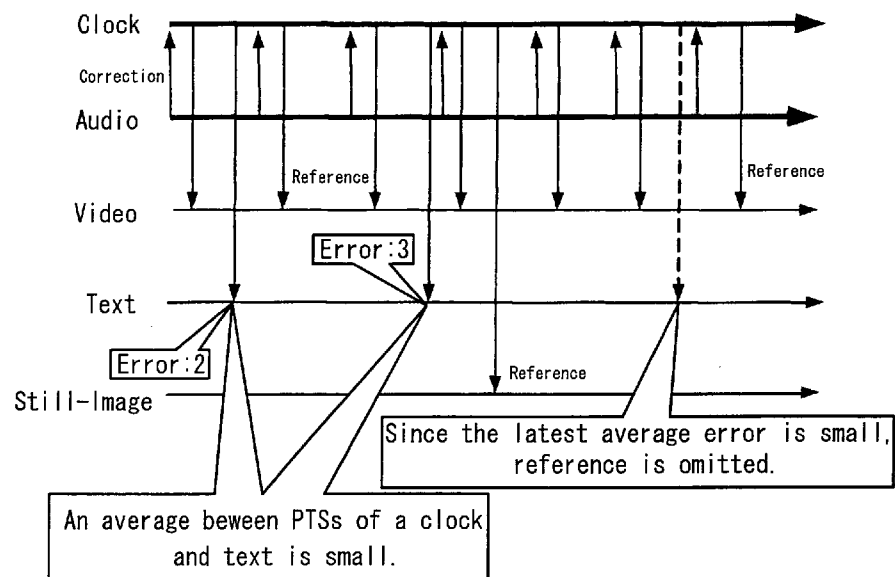 Clock
Correction
Audio
Reference
Reference
Video
Error:3
Text
Error:2
Reference
Still-Image
Since the latest average error is small,
reference is omitted.
An average beween PTSs of a clock
and text is small.